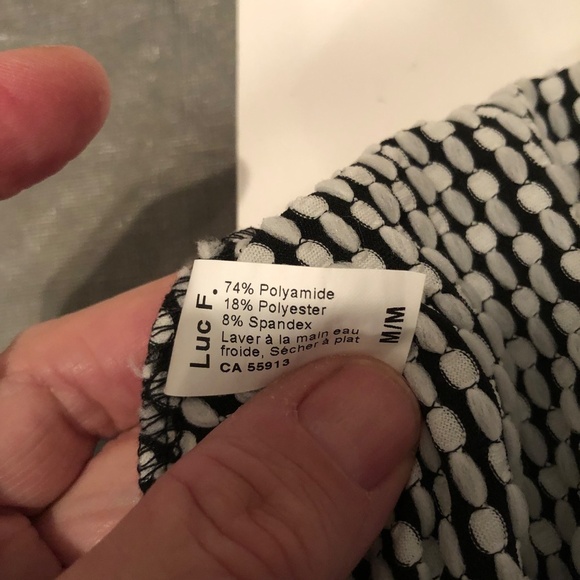 Luc F.
74% Polyamide
18% Polyester
8% Spandex
Laver à la main eau
froide, Sécher à plat
CA 55913
M/M